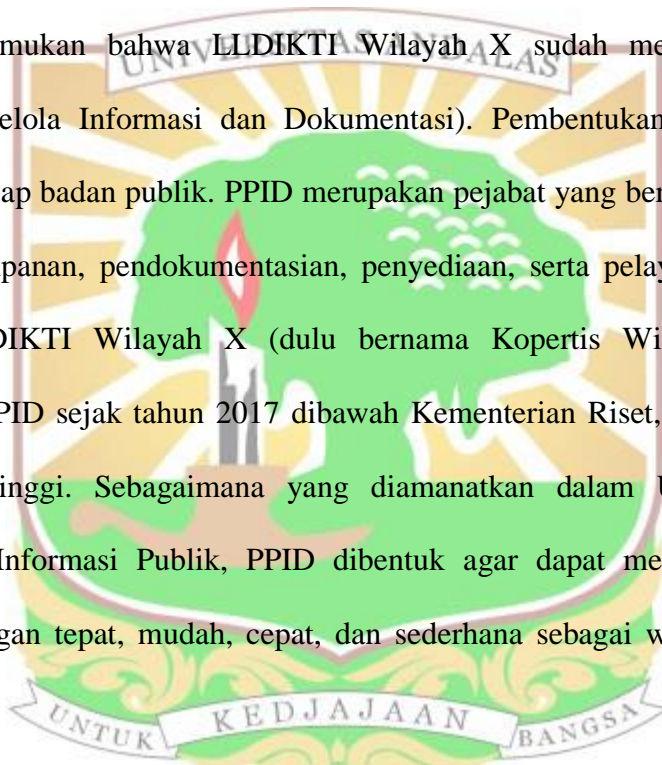 mukan bahwa LLDIKTI Wilayah X sudah me
UNIVERSITAS ANDALAS
elola Informasi dan Dokumentasi). Pembentukan
ap badan publik. PPID merupakan pejabat yang ber
panan, pendokumentasian, penyediaan, serta pelay
DIKTI Wilayah X (dulu bernama Kopertis Wi
PID sejak tahun 2017 dibawah Kementerian Riset,
inggi. Sebagaimana yang diamanatkan dalam U
Informasi Publik, PPID dibentuk agar dapat me
gan tepat, mudah, cepat, dan sederhana sebagai w
UNTUK KEDJAJAAN BANGSA